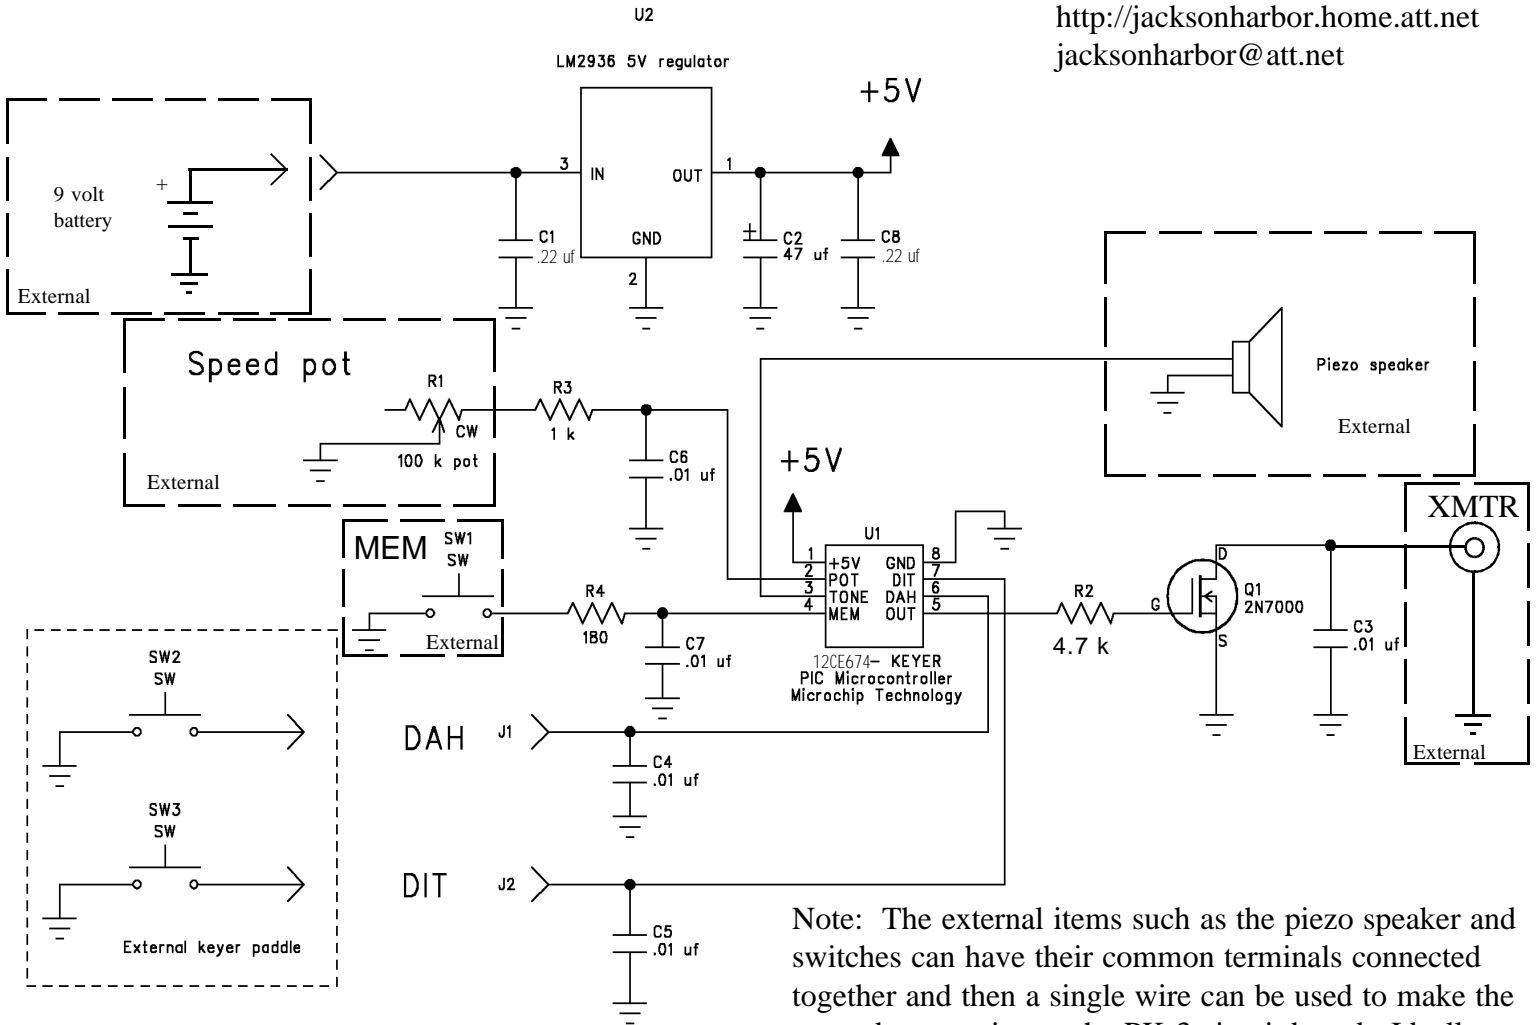 U2
http://jacksonharbor.home.att.net
jacksonharbor@att.net
LM2936 5V regulator
+5V
3
IN
OUT
1
GND
2
9 volt
battery
+
External
C1
.22 uf
+
C2
47 uf
C8
.22 uf
Speed pot
R1
CW
100 k pot
External
R3
1 k
C6
.01 uf
+5V
Piezo speaker
External
MEM
SW1
SW
External
R4
180
C7
.01 uf
U1
1
+5V
GND
8
2
POT
DIT
7
3
TONE
DAH
6
4
MEM
OUT
5
12CE674- KEYER
PIC Microcontroller
Microchip Technology
R2
4.7 k
G
D
S
Q1
2N7000
C3
.01 uf
XMTR
External
SW2
SW
DAH
J1
C4
.01 uf
SW3
SW
DIT
J2
C5
.01 uf
External keyer paddle
Note: The external items such as the piezo speaker and
switches can have their common terminals connected
together and then a single wire can be used to make the